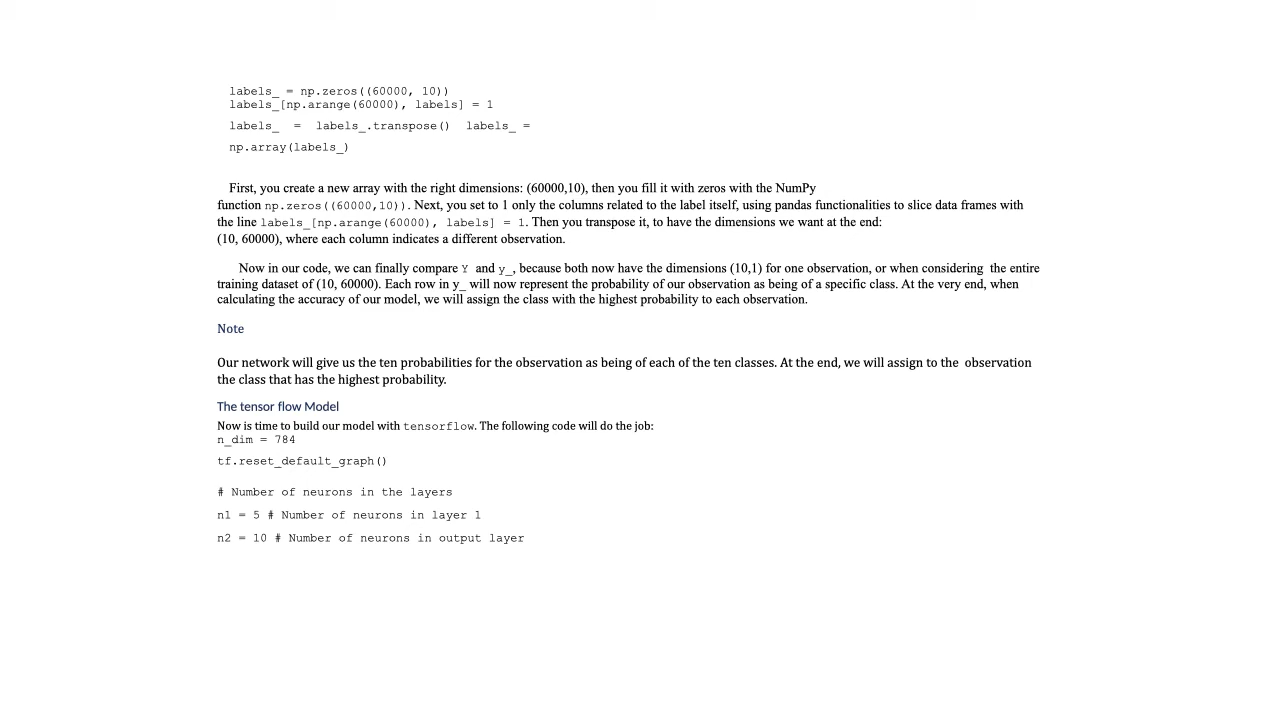 labels_ = np.zeros((60000, 10))
labels_[np.arange(60000), labels] = 1
labels_ = labels_.transpose() labels_ =
np.array(labels_)
First, you create a new array with the right dimensions: (60000,10), then you fill it with zeros with the NumPy
function np.zeros((60000,10)). Next, you set to 1 only the columns related to the label itself, using pandas functionalities to slice data frames with
the line labels_[np.arange(60000), labels] = 1. Then you transpose it, to have the dimensions we want at the end:
(10, 60000), where each column indicates a different observation.
Now in our code, we can finally compare Y and y_, because both now have the dimensions (10,1) for one observation, or when considering the entire
training dataset of (10, 60000). Each row in y_ will now represent the probability of our observation as being of a specific class. At the very end, when
calculating the accuracy of our model, we will assign the class with the highest probability to each observation.
Note
Our network will give us the ten probabilities for the observation as being of each of the ten classes. At the end, we will assign to the observation
the class that has the highest probability.
The tensor flow Model
Now is time to build our model with tensorflow. The following code will do the job:
n_dim = 784
tf.reset_default_graph()
# Number of neurons in the layers
n1 = 5 # Number of neurons in layer 1
n2 = 10 # Number of neurons in output layer